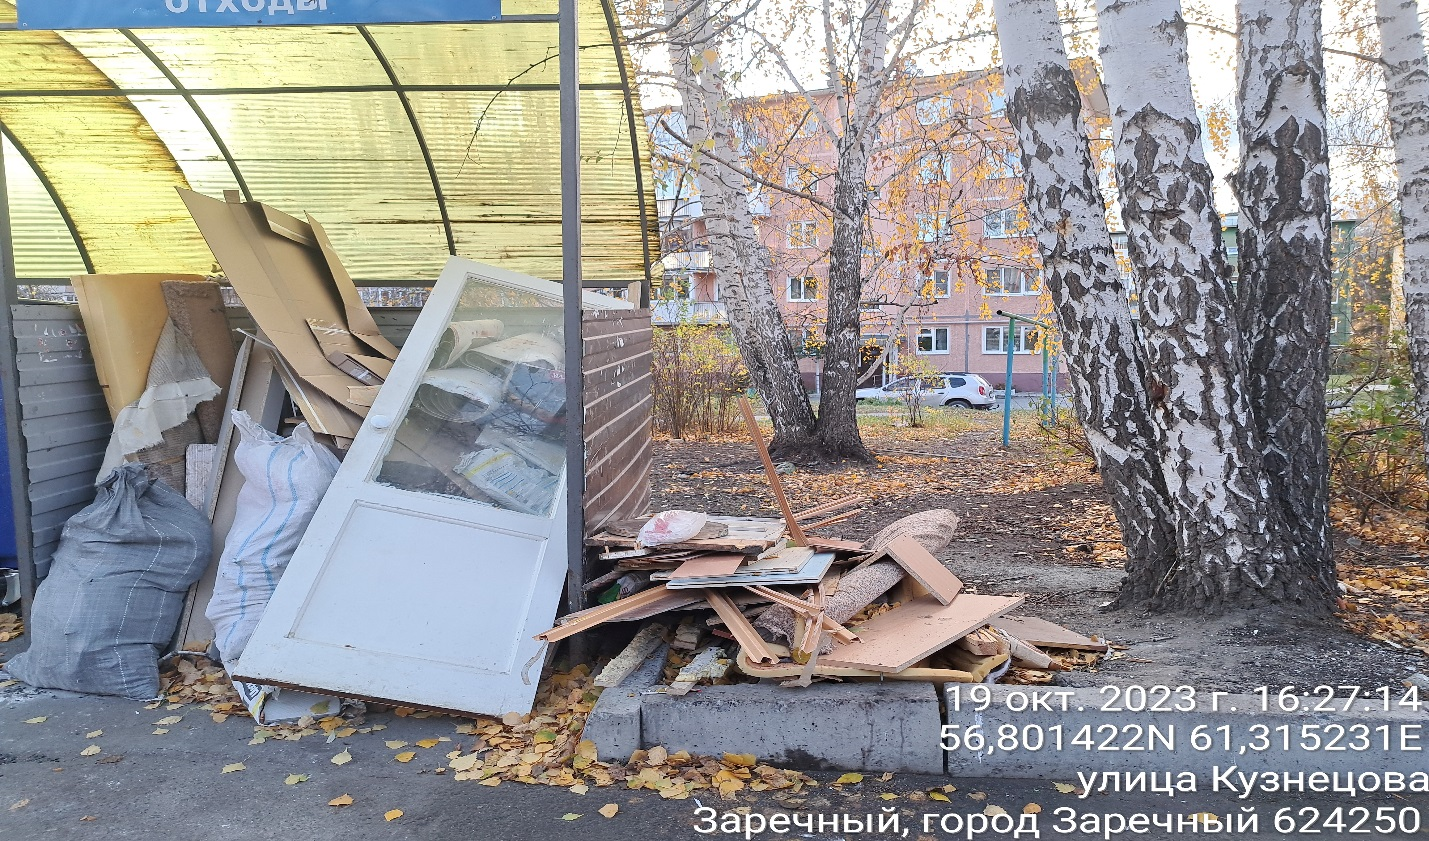 ОТХОДЫ
19 окт. 2023 г. 16:27:14
56,801422N 61,315231E
улица Кузнецова
Заречный, город Заречный 624250